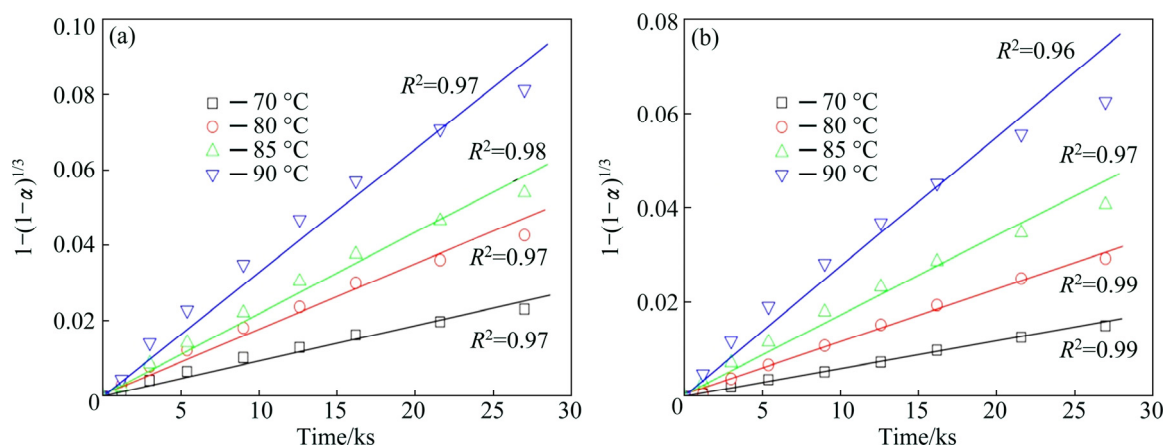 (a)
0.10
0.08
0.06
0.04
0.02
0
1−(1−α)^1/3
− 70 °C
− 80 °C
− 85 °C
− 90 °C
R²=0.97
R²=0.98
R²=0.97
R²=0.97
5 10 15 20 25 30
Time/ks
(b)
0.08
0.06
0.04
0.02
0
1−(1−α)^1/3
− 70 °C
− 80 °C
− 85 °C
− 90 °C
R²=0.96
R²=0.97
R²=0.99
R²=0.99
5 10 15 20 25 30
Time/ks